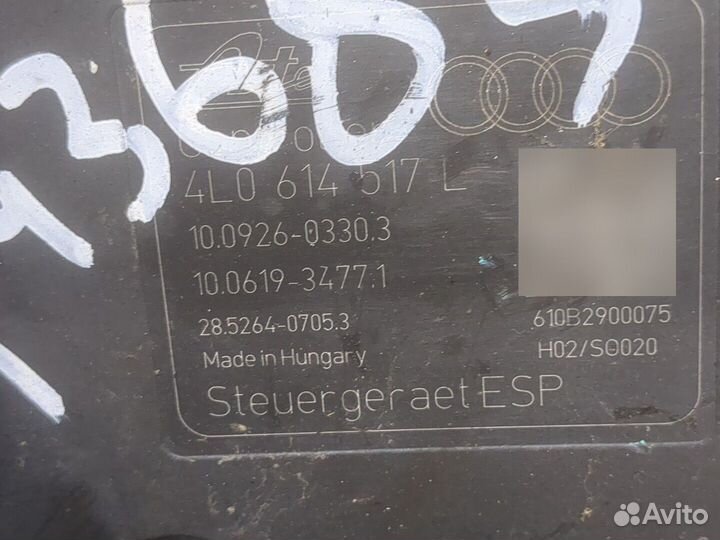 4L0 614 517 L
10.0926-0330.3
10.0619-3477.1
28.5264-0705.3
610B2900075
Made in Hungary
H02/SG020
Steuergeraet ESP
Avito